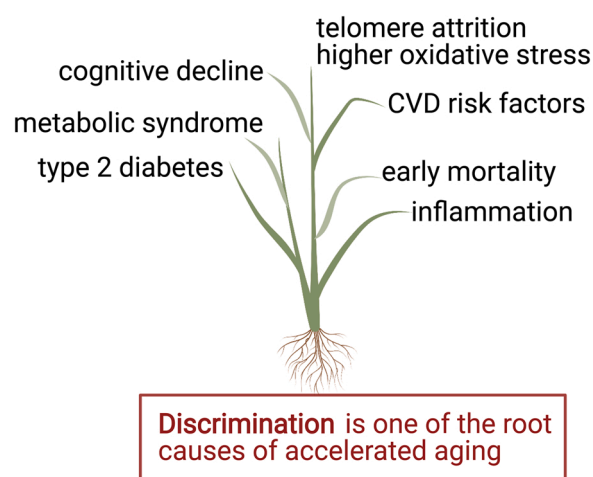 telomere attrition
higher oxidative stress
cognitive decline
CVD risk factors
metabolic syndrome
type 2 diabetes
early mortality
inflammation
Discrimination is one of the root
causes of accelerated aging